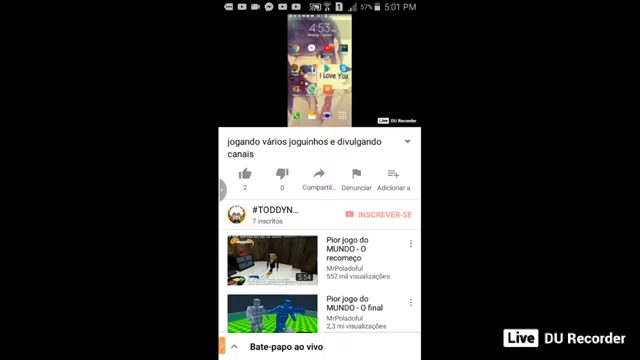 57% 5:01 PM
4:53
I Love You
Live DU Recorder
jogando vários joguinhos e divulgando
canais
2 0 Compartil... Denunciar Adicionar a
#TODDYN...
7 inscritos
INSCREVER-SE
Pior jogo do
MUNDO - O
recomeço
MrPoladoful
552 mil visualizações
5:54
Pior jogo do
MUNDO - O final
MrPoladoful
2,3 mi visualizações
Bate-papo ao vivo
Live DU Recorder